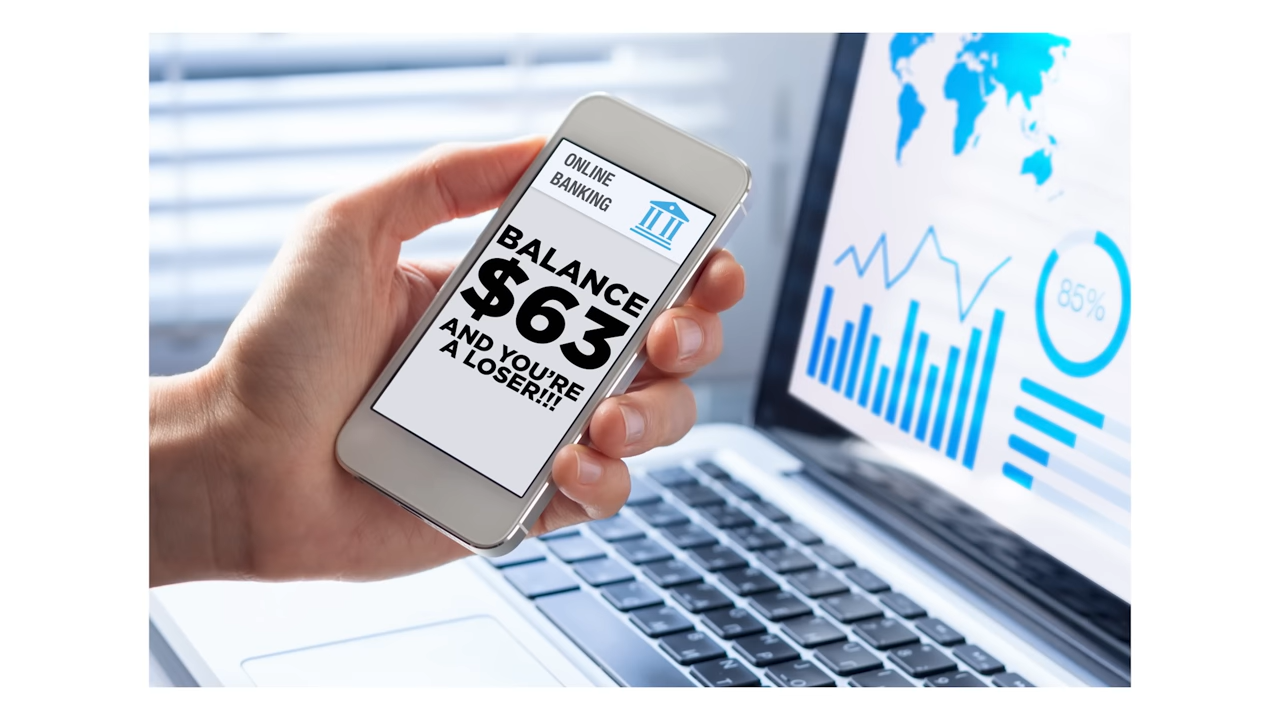 ONLINE
BANKING
BALANCE
$63
AND YOU'RE
A LOSER!!!
85%